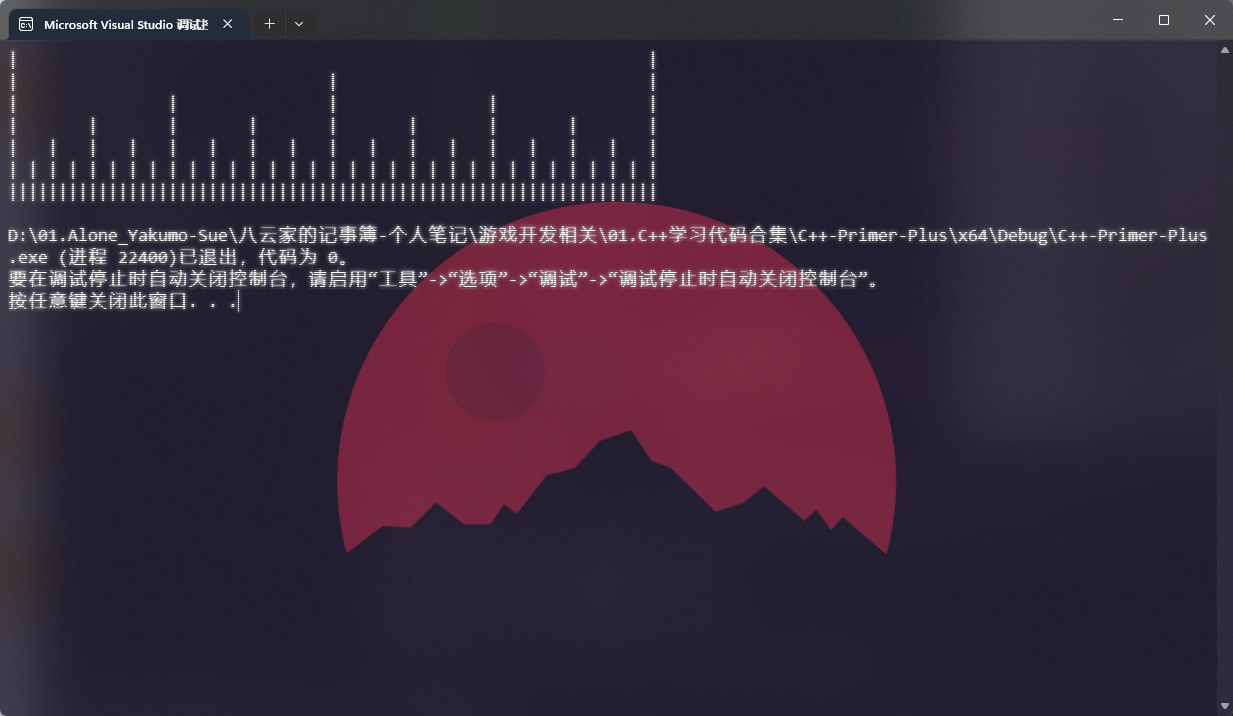 Microsoft Visual Studio 调试
|                                                               |
|                               |                               |
|               |               |               |               |
|       |       |       |       |       |       |       |       |
|   |   |   |   |   |   |   |   |   |   |   |   |   |   |   |   |
| | | | | | | | | | | | | | | | | | | | | | | | | | | | | | | | |
|||||||||||||||||||||||||||||||||||||||||||||||||||||||||||||||||
D:\01.Alone_Yakumo-Sue\八云家的记事簿-个人笔记\游戏开发相关\01.C++学习代码合集\C++-Primer-Plus\x64\Debug\C++-Primer-Plus
.exe (进程 22400)已退出，代码为 0。
要在调试停止时自动关闭控制台，请启用“工具”->“选项”->“调试”->“调试停止时自动关闭控制台”。
按任意键关闭此窗口. . .